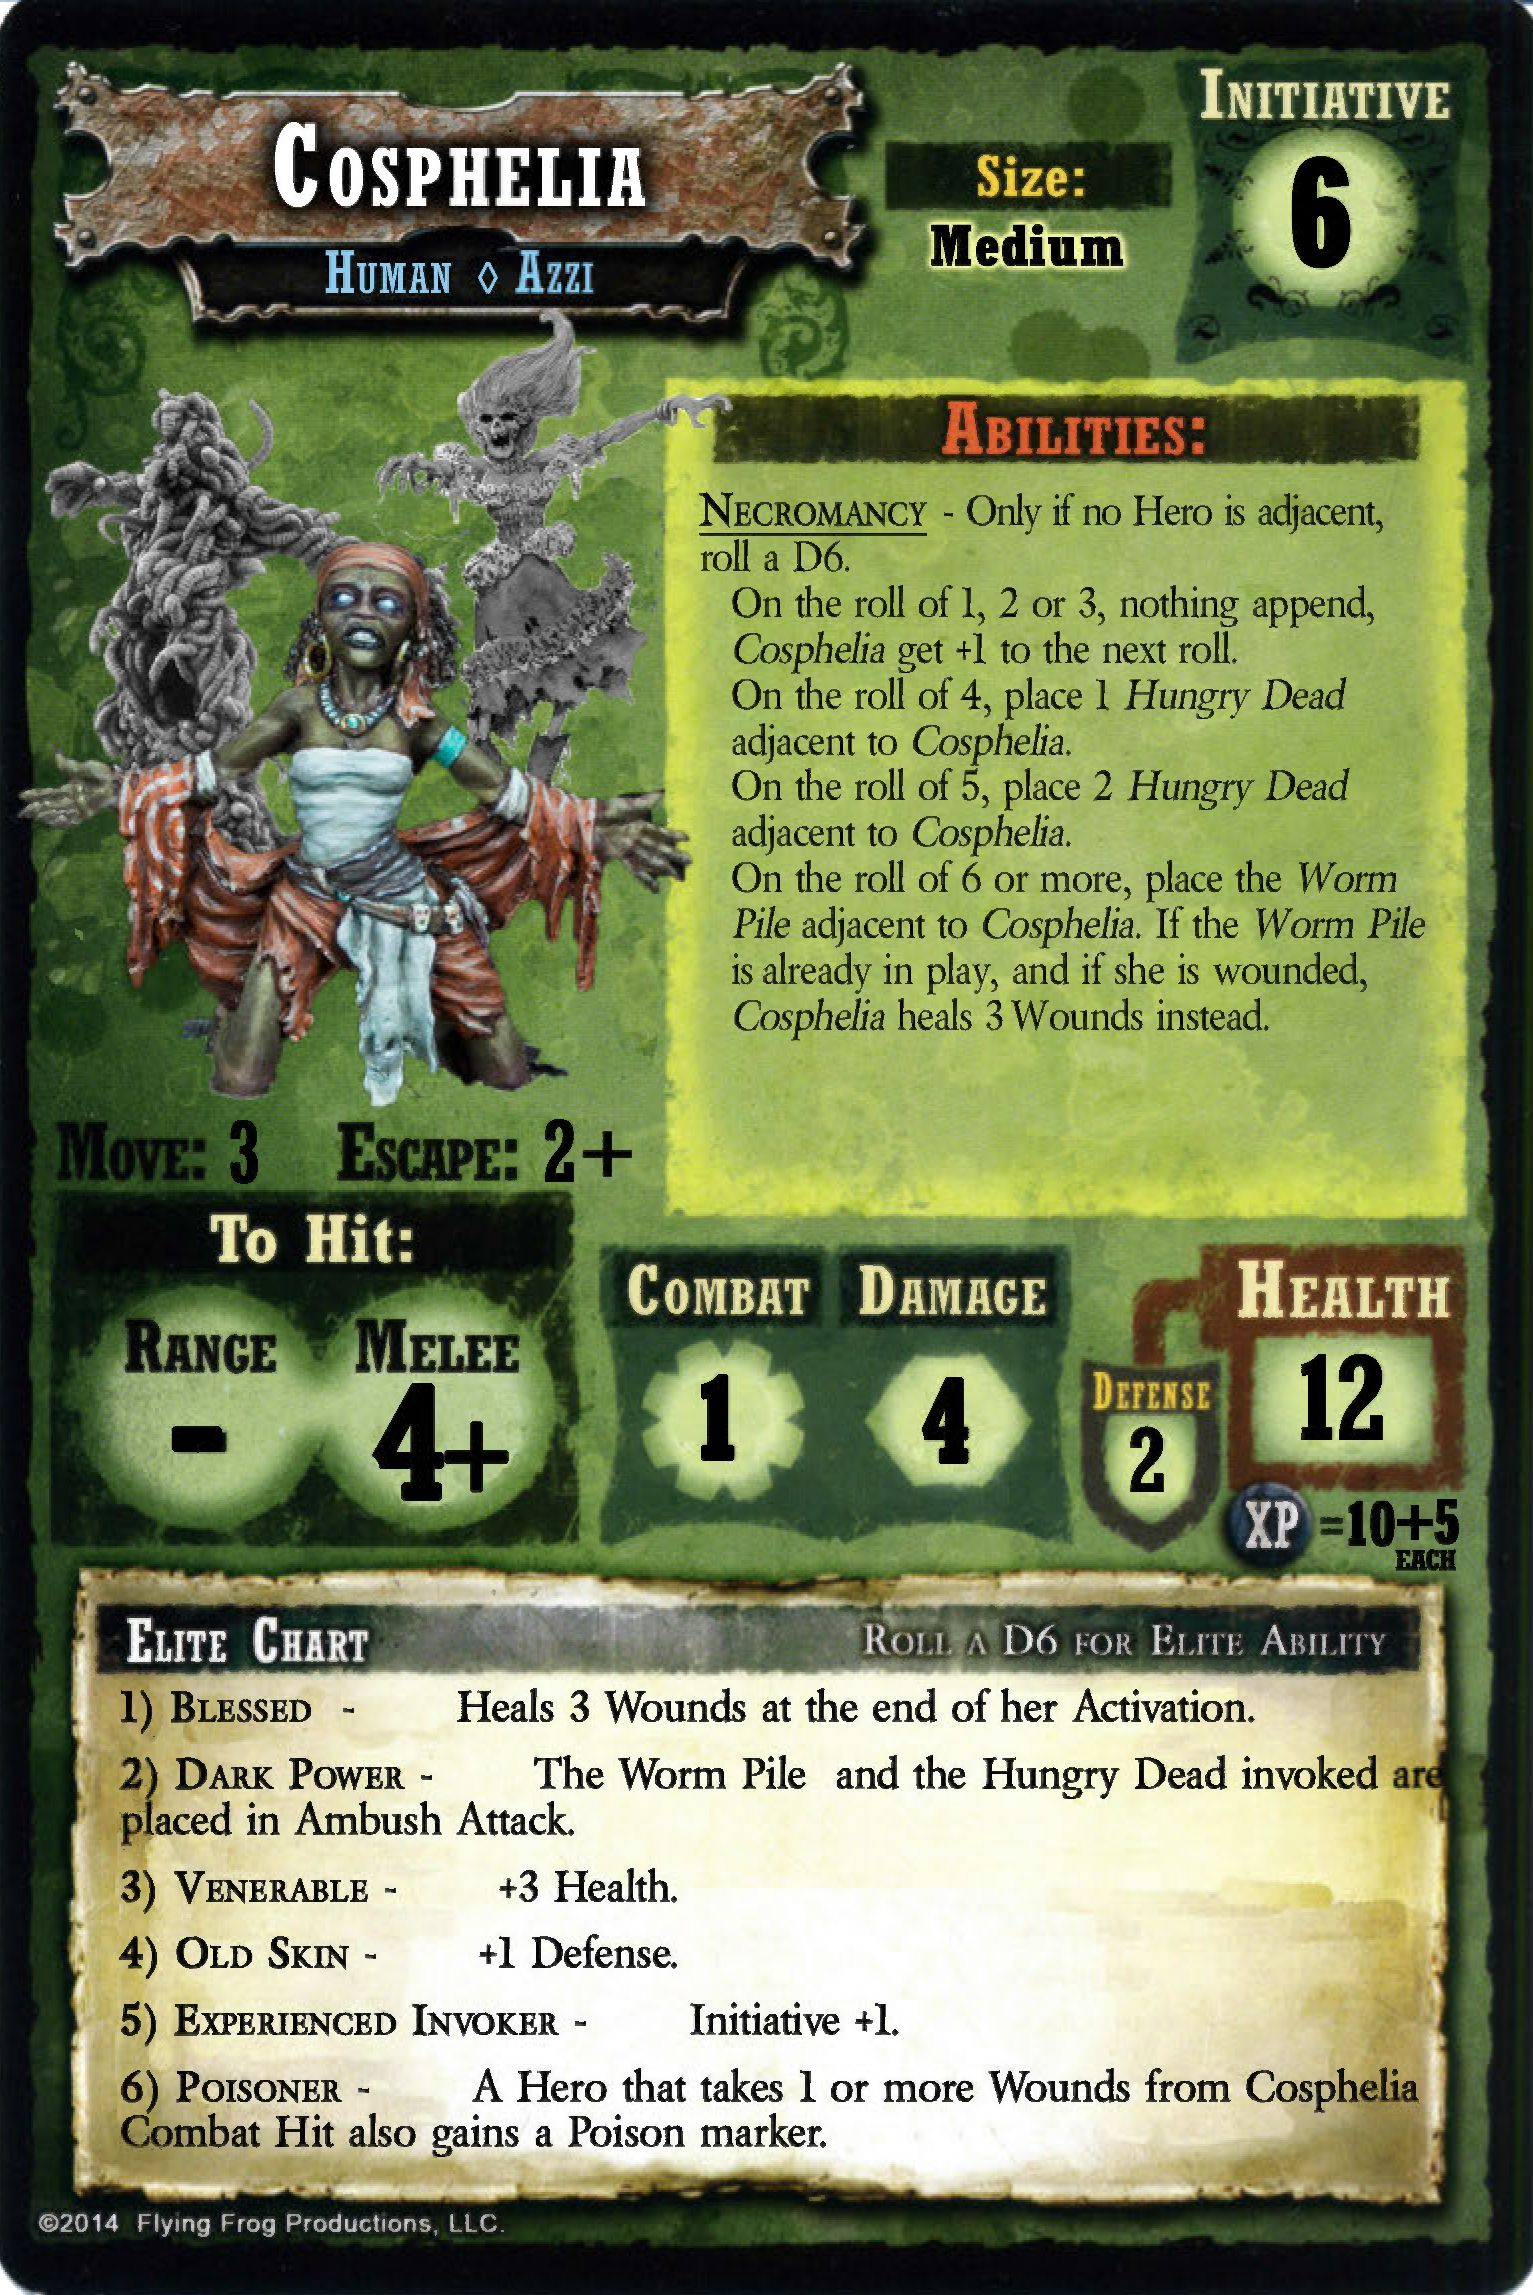 COSPHELIA
HUMAN ◊ AZZI
Size:
Medium
INITIATIVE
6
ABILITIES:
NECROMANCY - Only if no Hero is adjacent,
roll a D6.
On the roll of 1, 2 or 3, nothing append,
Cosphelia get +1 to the next roll.
On the roll of 4, place 1 Hungry Dead
adjacent to Cosphelia.
On the roll of 5, place 2 Hungry Dead
adjacent to Cosphelia.
On the roll of 6 or more, place the Worm
Pile adjacent to Cosphelia. If the Worm Pile
is already in play, and if she is wounded,
Cosphelia heals 3 Wounds instead.
MOVE: 3 ESCAPE: 2+
To Hit:
RANGE MELEE
- 4+
COMBAT DAMAGE
1 4
DEFENSE
2
HEALTH
12
XP =10+5
EACH
ELITE CHART ROLL A D6 FOR ELITE ABILITY
1) BLESSED - Heals 3 Wounds at the end of her Activation.
2) DARK POWER - The Worm Pile and the Hungry Dead invoked are
placed in Ambush Attack.
3) VENERABLE - +3 Health.
4) OLD SKIN - +1 Defense.
5) EXPERIENCED INVOKER - Initiative +1.
6) POISONER - A Hero that takes 1 or more Wounds from Cosphelia
Combat Hit also gains a Poison marker.
©2014 Flying Frog Productions, LLC.